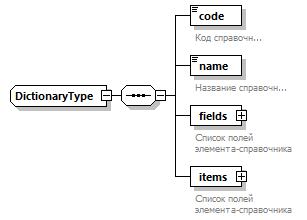 code
Код справочн...
name
Название справочн...
DictionaryType
fields
Список полей
элемента-справочника
items
Список полей
элемента-справочника